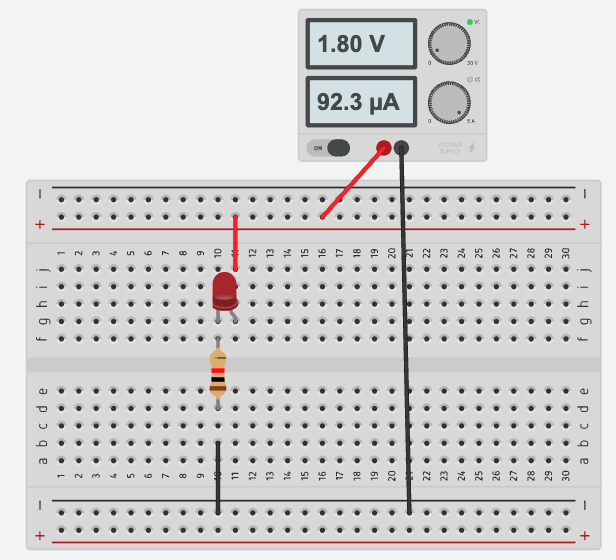 1.80 V
VC
0 30 V
92.3 µA
CC
0 5 A
ON
VOLTAGE
SUPPLY
− −
+ +
1 2 3 4 5 6 7 8 9 10 11 12 13 14 15 16 17 18 19 20 21 22 23 24 25 26 27 28 29 30
j j
i i
h h
g g
f f
e e
d d
c c
b b
a a
1 2 3 4 5 6 7 8 9 10 11 12 13 14 15 16 17 18 19 20 21 22 23 24 25 26 27 28 29 30
− −
+ +